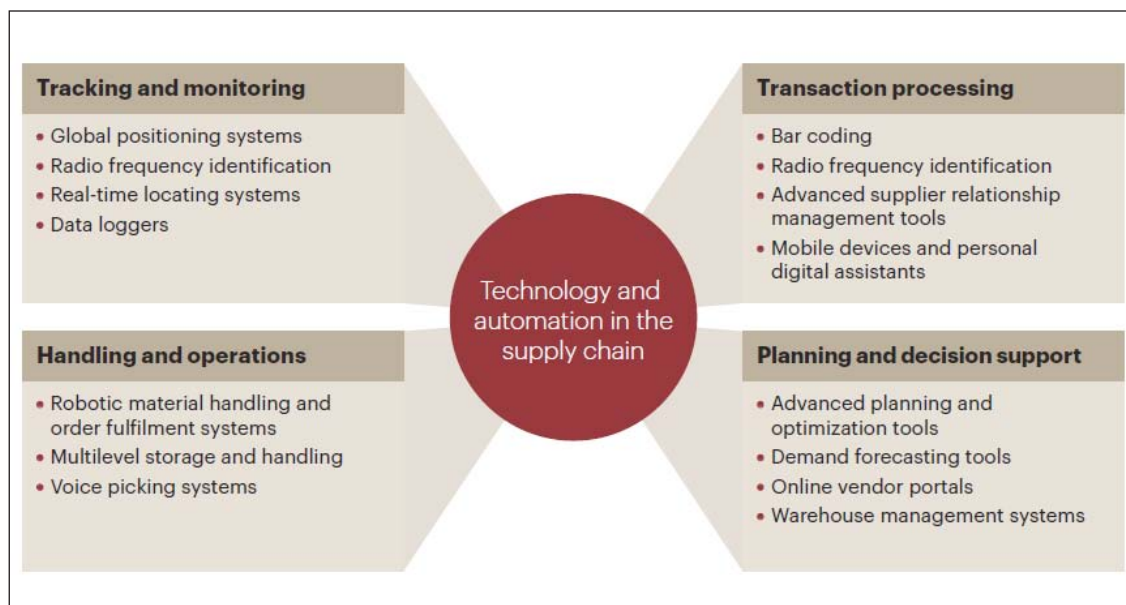 Tracking and monitoring
• Global positioning systems
• Radio frequency identification
• Real-time locating systems
• Data loggers
Transaction processing
• Bar coding
• Radio frequency identification
• Advanced supplier relationship
management tools
• Mobile devices and personal
digital assistants
Technology and
automation in the
supply chain
Handling and operations
• Robotic material handling and
order fulfilment systems
• Multilevel storage and handling
• Voice picking systems
Planning and decision support
• Advanced planning and
optimization tools
• Demand forecasting tools
• Online vendor portals
• Warehouse management systems